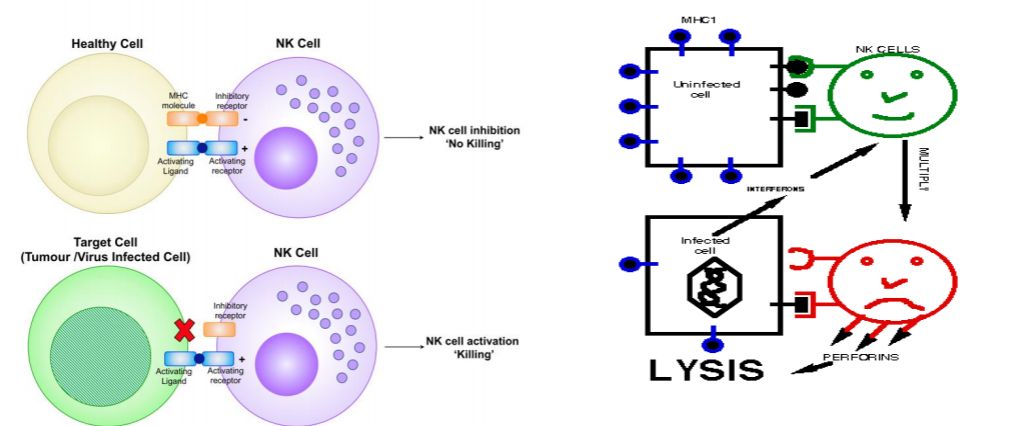 Healthy Cell
NK Cell
MHC
molecule
Inhibitory
receptor
-
+
Activating
Ligand
Activating
receptor
NK cell inhibition
'No Killing'
Target Cell
(Tumour /Virus Infected Cell)
NK Cell
Inhibitory
receptor
+
Activating
Ligand
Activating
receptor
NK cell activation
'Killing'
MHC1
NK CELLS
Uninfected
cell
MULTIPLY
INTERFERONS
Infected
cell
PERFORINS
LYSIS